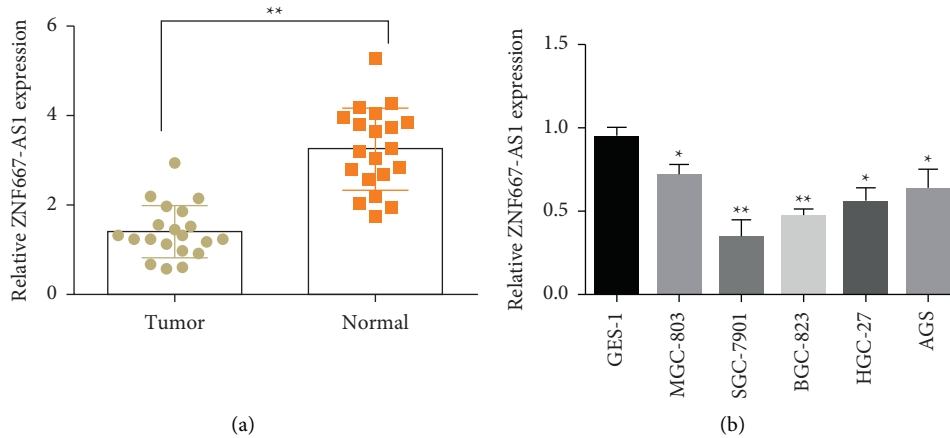 Relative ZNF667-AS1 expression
6
4
2
0
**
Tumor
Normal
(a)
Relative ZNF667-AS1 expression
1.5
1.0
0.5
0.0
*
**
**
*
*
GES-1
MGC-803
SGC-7901
BGC-823
HGC-27
AGS
(b)